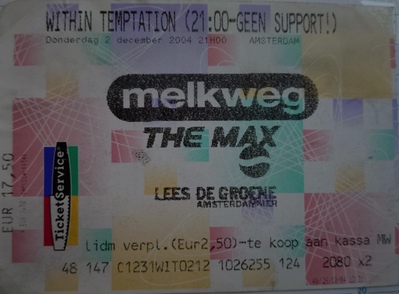 WITHIN TEMPTATION (21:00-GEEN SUPPORT!)
Donderdag 2 december 2004 21H00 AMSTERDAM
melkweg
THE MAX
LEES DE GROENE
AMSTERDAMMER
EUR 17,50
TicketService
lidm verpl.(Eur2,50)-te koop aan kassa MW
48 147 C1231WIT0212 1026255 124 2080 x2